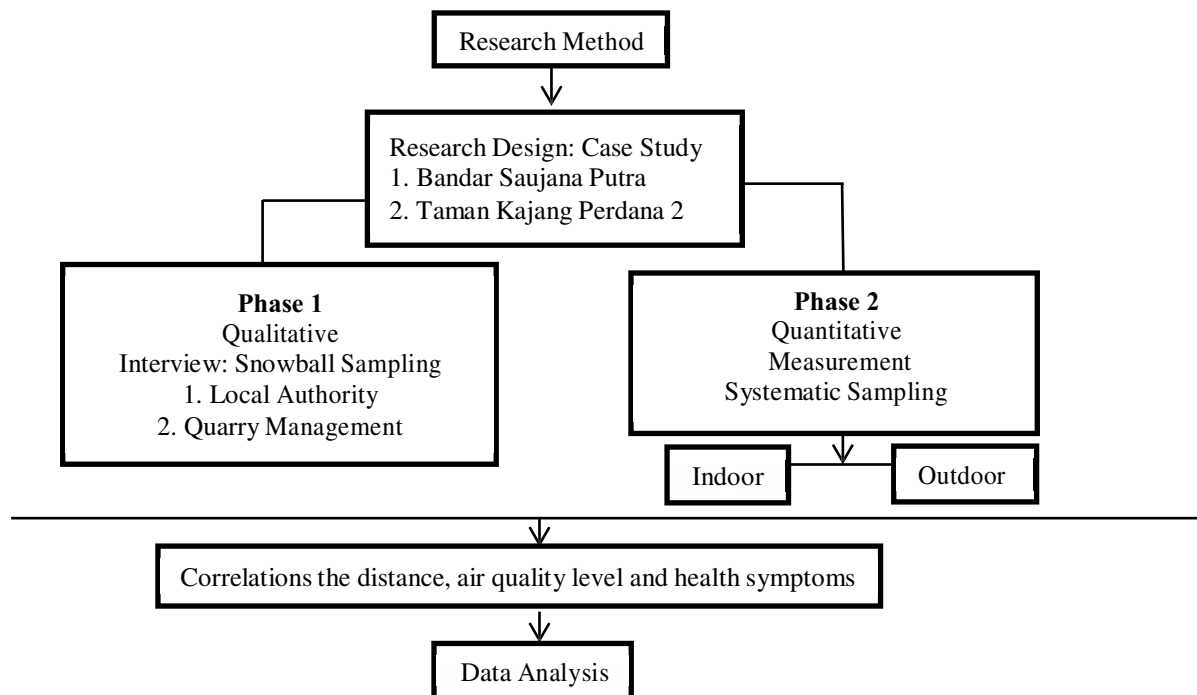 Research Method
Research Design: Case Study
1. Bandar Saujana Putra
2. Taman Kajang Perdana 2
Phase 1
Qualitative
Interview: Snowball Sampling
1. Local Authority
2. Quarry Management
Phase 2
Quantitative
Measurement
Systematic Sampling
Indoor
Outdoor
Correlations the distance, air quality level and health symptoms
Data Analysis